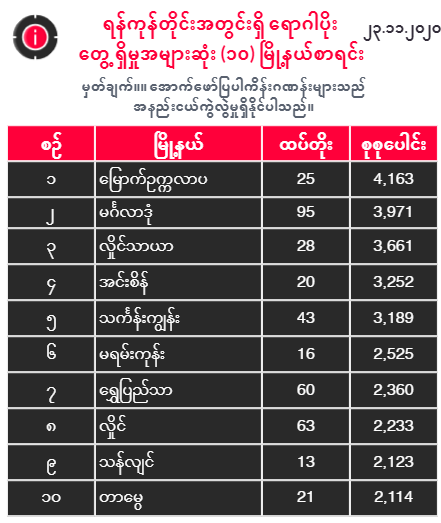 ရန်ကုန်တိုင်းအတွင်းရှိ ရောဂါပိုး
၂၃.၁၁.၂၀၂၀
တွေ့ရှိမှုအများဆုံး (၁၀) မြို့နယ်စာရင်း
မှတ်ချက်။။ အောက်ဖော်ပြပါကိန်းဂဏန်းများသည်
အနည်းငယ်ကွဲလွဲမှုရှိနိုင်ပါသည်။
စဉ် မြို့နယ် ထပ်တိုး စုစုပေါင်း
၁ မြောက်ဥက္ကလာပ 25 4,163
၂ မင်္ဂလာဒုံ 95 3,971
၃ လှိုင်သာယာ 28 3,661
၄ အင်းစိန် 20 3,252
၅ သင်္ကန်းကျွန်း 43 3,189
၆ မရမ်းကုန်း 16 2,525
၇ ရွှေပြည်သာ 60 2,360
၈ လှိုင် 63 2,233
၉ သန်လျင် 13 2,123
၁၀ တာမွေ 21 2,114